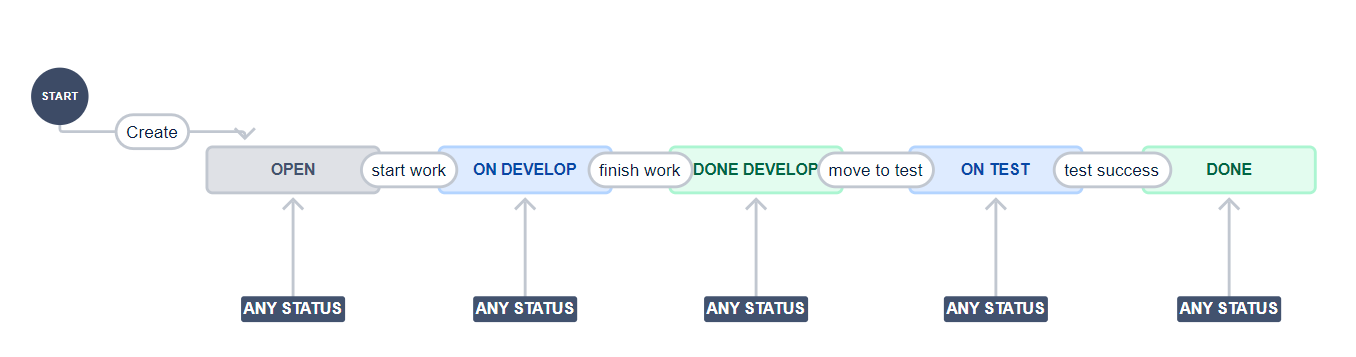 START
Create
OPEN
start work
ON DEVELOP
finish work
DONE DEVELOP
move to test
ON TEST
test success
DONE
ANY STATUS
ANY STATUS
ANY STATUS
ANY STATUS
ANY STATUS